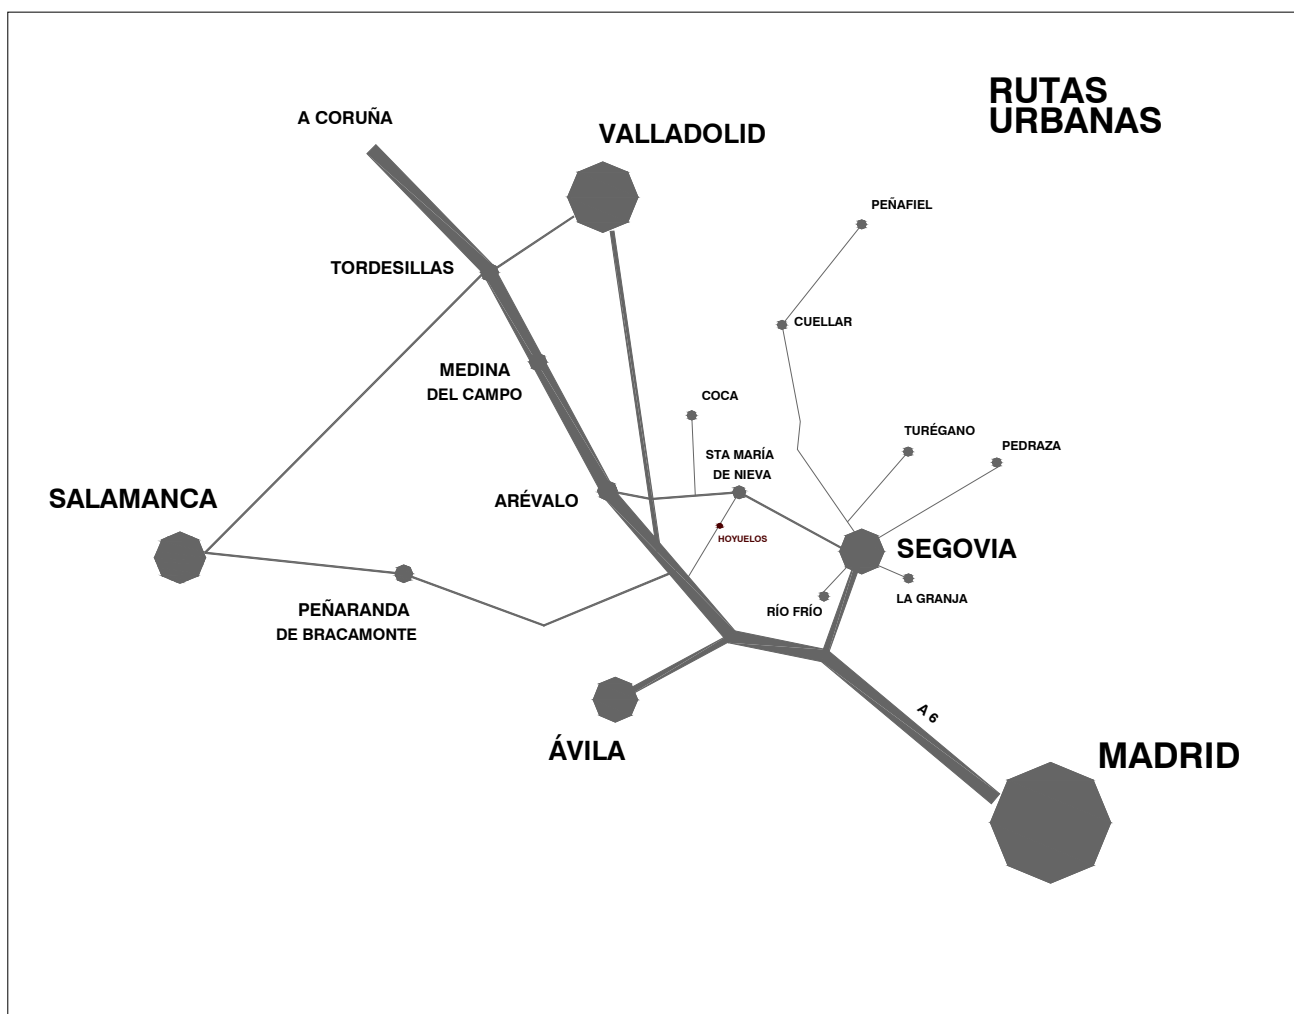 RUTAS
URBANAS
A CORUÑA
VALLADOLID
PEÑAFIEL
TORDESILLAS
CUELLAR
MEDINA
DEL CAMPO
COCA
TURÉGANO
PEDRAZA
STA MARÍA
DE NIEVA
SALAMANCA
ARÉVALO
HOYUELOS
SEGOVIA
LA GRANJA
RÍO FRÍO
PEÑARANDA
DE BRACAMONTE
A 6
ÁVILA
MADRID